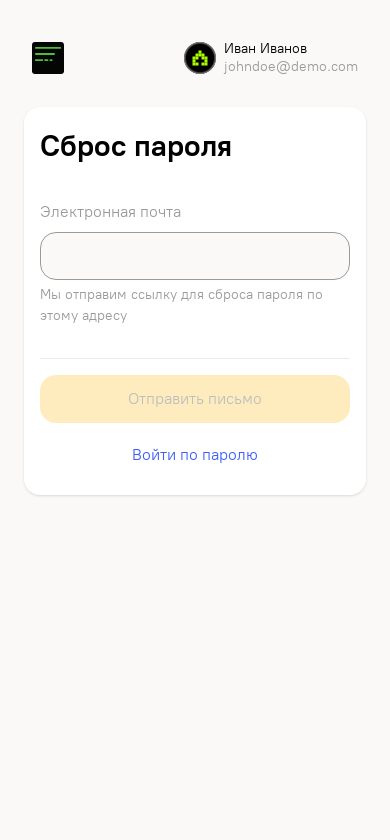 Иван Иванов
johndoe@demo.com
Сброс пароля
Электронная почта
Мы отправим ссылку для сброса пароля по
этому адресу
Отправить письмо
Войти по паролю